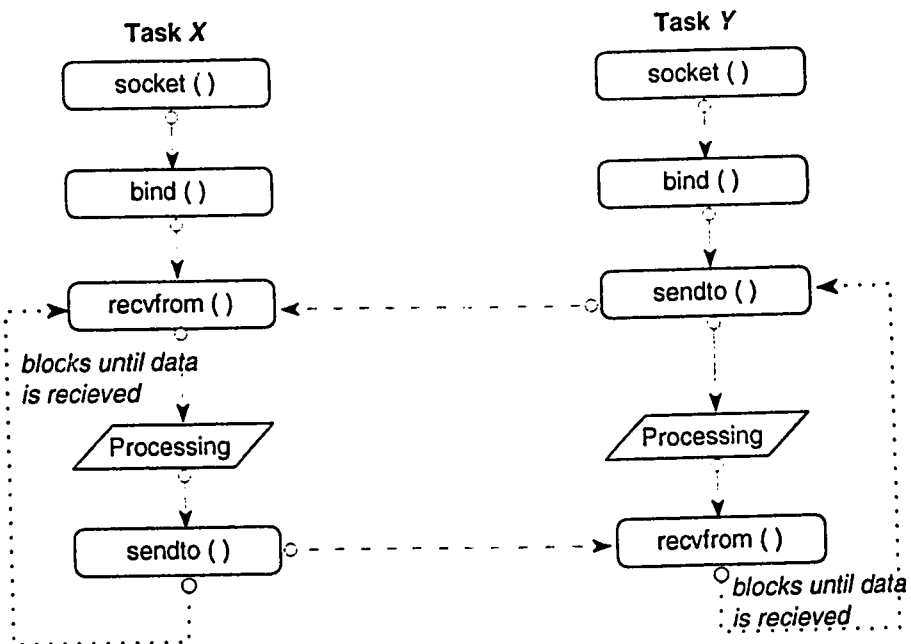 Task X
socket ( )
bind ( )
recvfrom ( )
blocks until data
is recieved
Processing
sendto ( )
Task Y
socket ( )
bind ( )
sendto ( )
Processing
recvfrom ( )
blocks until data
is recieved